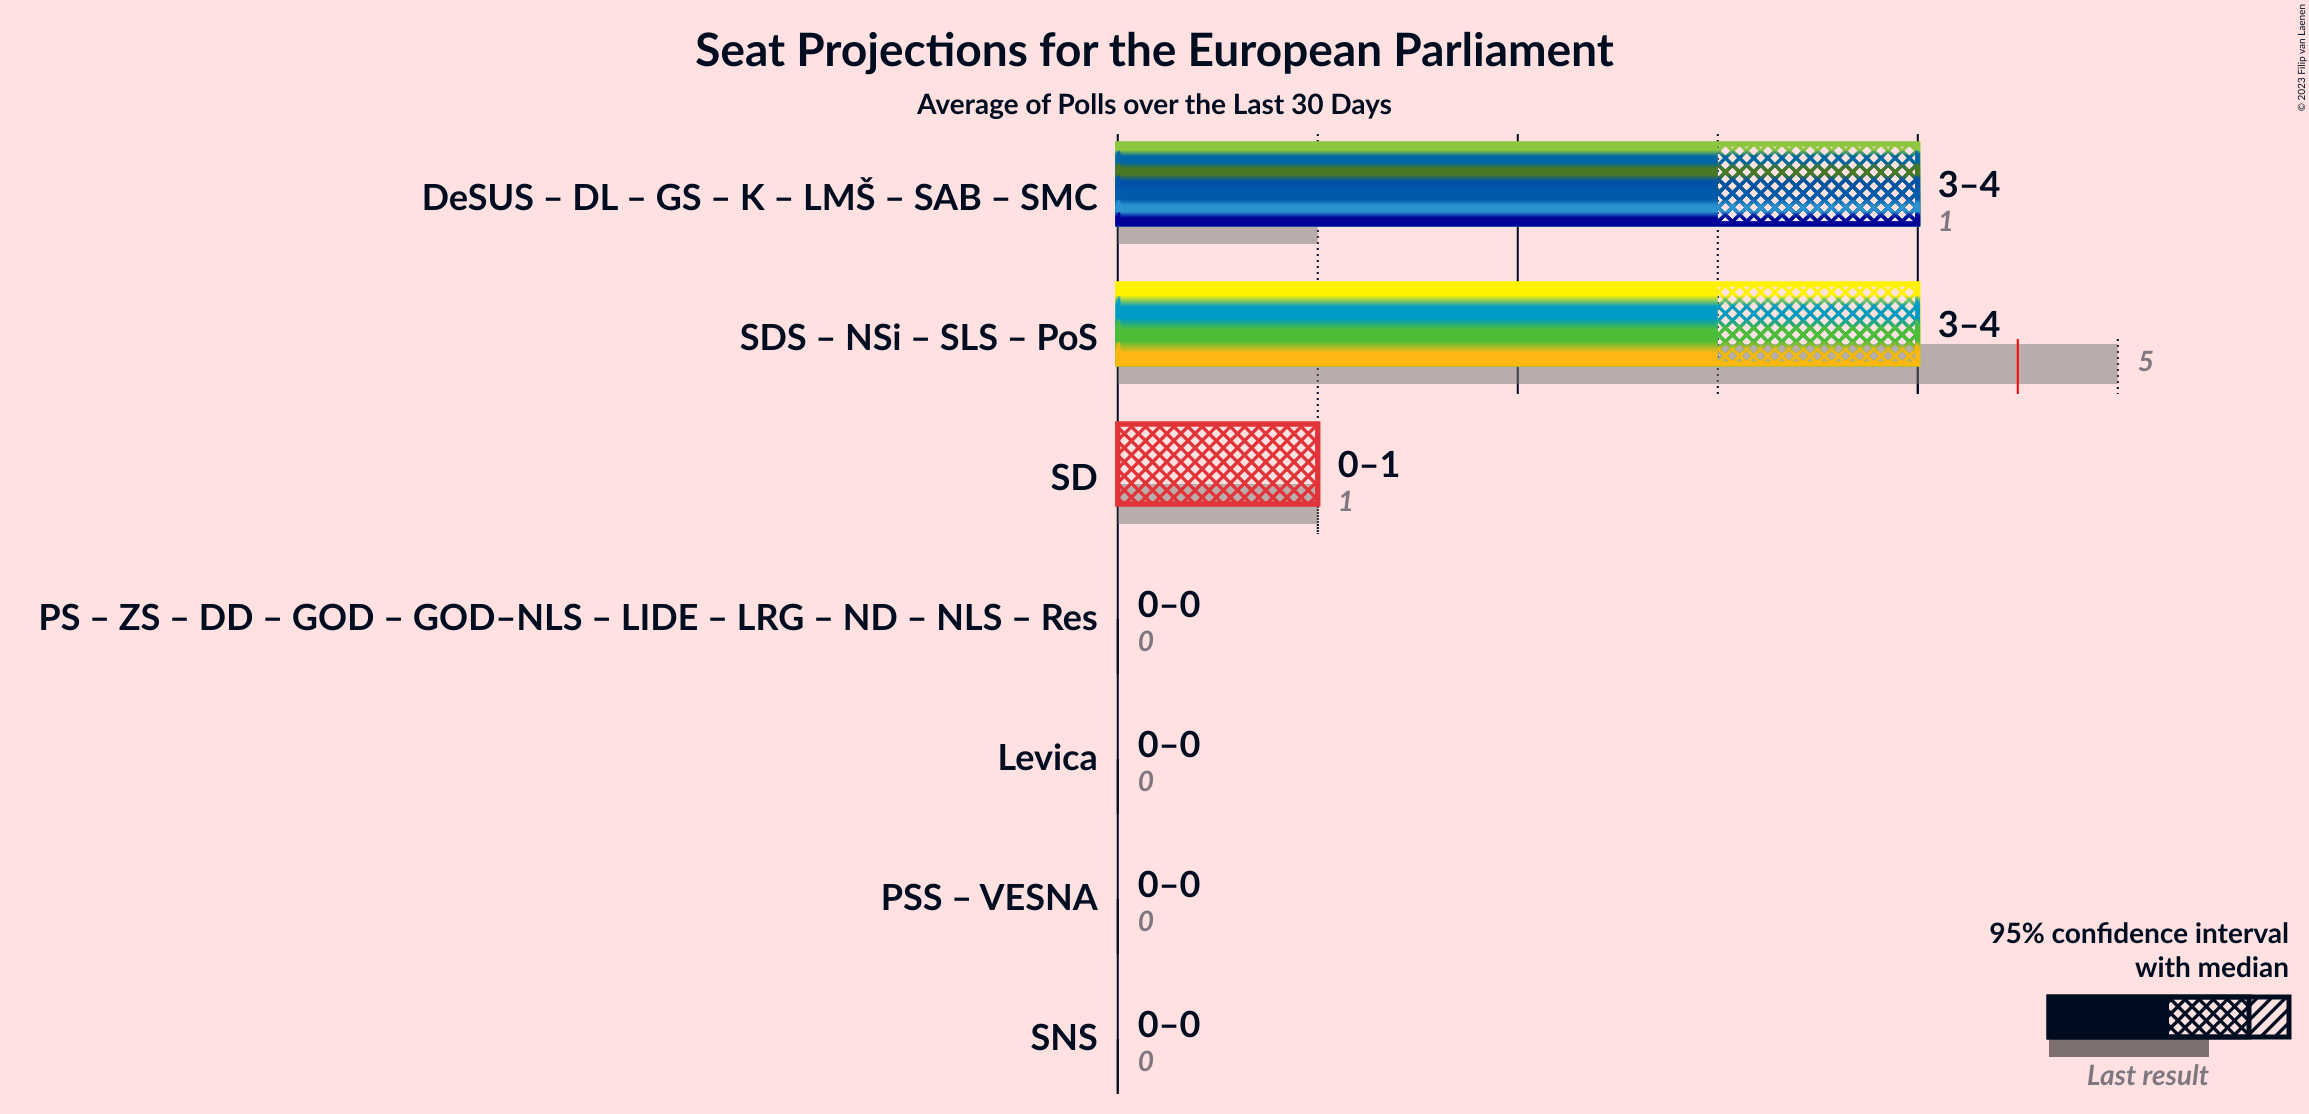 Seat Projections for the European Parliament
Average of Polls over the Last 30 Days
© 2023 Filip van Laenen
DeSUS – DL – GS – K – LMŠ – SAB – SMC
3–4
1
SDS – NSi – SLS – PoS
3–4
5
SD
0–1
1
PS – ZS – DD – GOD – GOD–NLS – LIDE – LRG – ND – NLS – Res
0–0
0
Levica
0–0
0
PSS – VESNA
0–0
0
SNS
0–0
0
95% confidence interval
with median
Last result